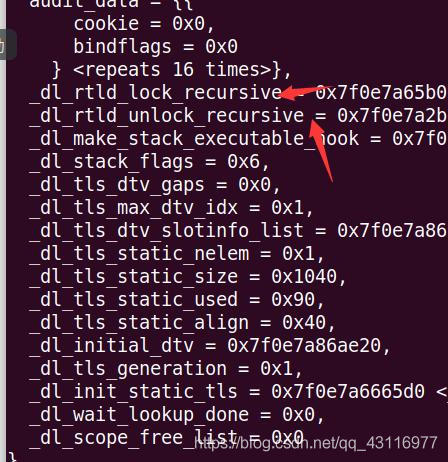 audit_data = {{
cookie = 0x0,
bindflags = 0x0
} <repeats 16 times>},
_dl_rtld_lock_recursive = 0x7f0e7a65b0
_dl_rtld_unlock_recursive = 0x7f0e7a2b
_dl_make_stack_executable_hook = 0x7f0
_dl_stack_flags = 0x6,
_dl_tls_dtv_gaps = 0x0,
_dl_tls_max_dtv_idx = 0x1,
_dl_tls_dtv_slotinfo_list = 0x7f0e7a86
_dl_tls_static_nelem = 0x1,
_dl_tls_static_size = 0x1040,
_dl_tls_static_used = 0x90,
_dl_tls_static_align = 0x40,
_dl_initial_dtv = 0x7f0e7a86ae20,
_dl_tls_generation = 0x1,
_dl_init_static_tls = 0x7f0e7a6665d0 <
_dl_wait_lookup_done = 0x0,
_dl_scope_free_list = 0x0
https://blog.csdn.net/qq_43116977
}